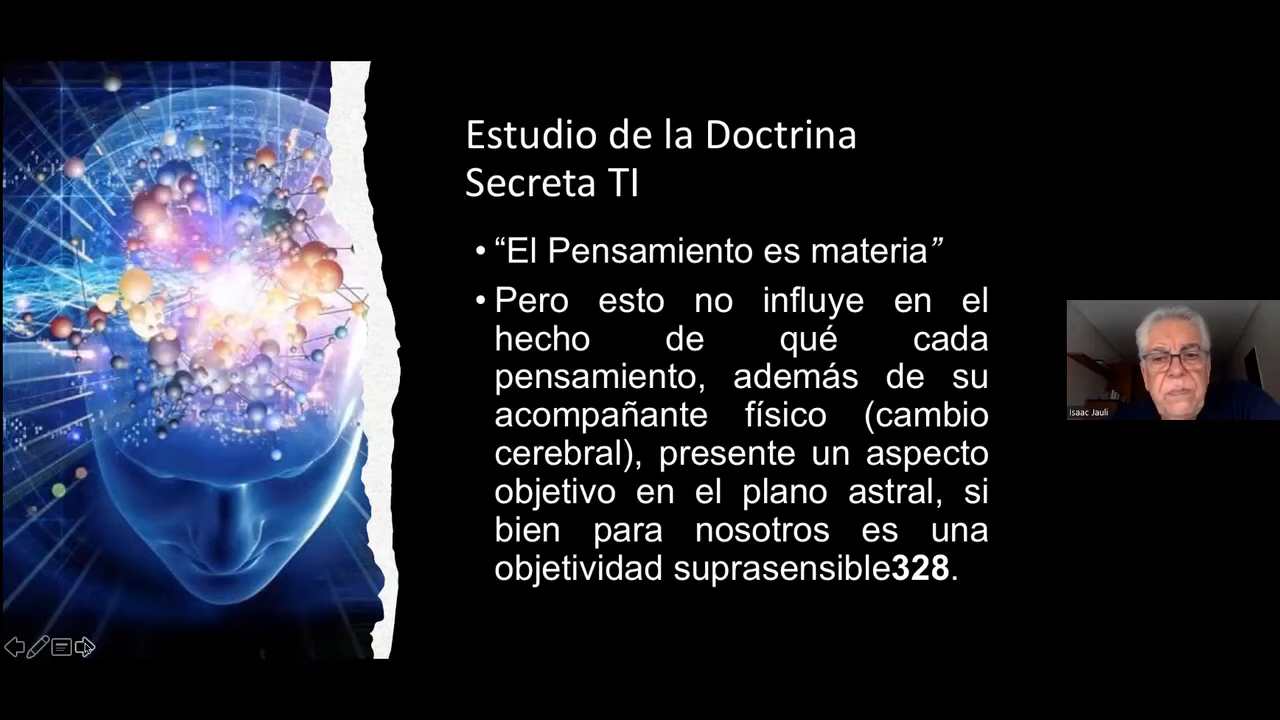 Estudio de la Doctrina
Secreta TI
• “El Pensamiento es materia”
• Pero esto no influye en el
hecho de qué cada
pensamiento, además de su
acompañante físico (cambio
cerebral), presente un aspecto
objetivo en el plano astral, si
bien para nosotros es una
objetividad suprasensible328.
Isaac Jauli